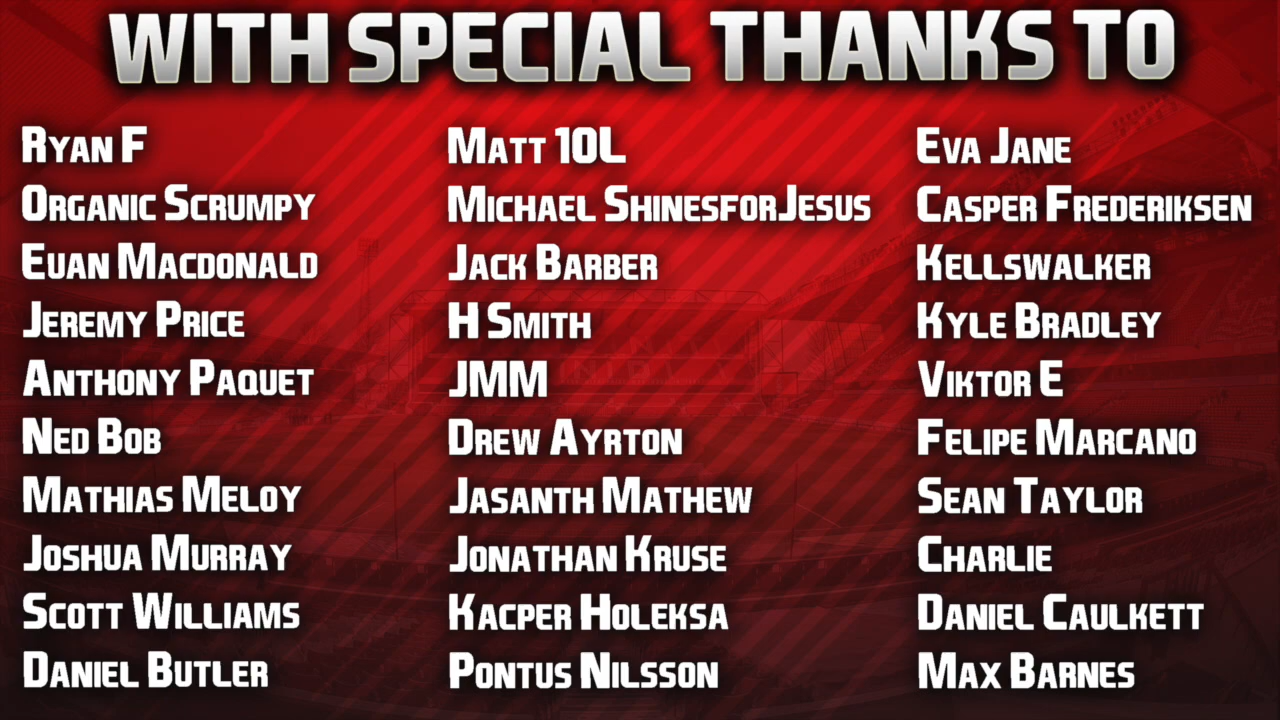 WITH SPECIAL THANKS TO
Ryan F
Organic Scrumpy
Euan Macdonald
Jeremy Price
Anthony Paquet
Ned Bob
Mathias Meloy
Joshua Murray
Scott Williams
Daniel Butler
Matt 10L
Michael ShinesforJesus
Jack Barber
H Smith
JMM
Drew Ayrton
Jasanth Mathew
Jonathan Kruse
Kacper Holeksa
Pontus Nilsson
Eva Jane
Casper Frederiksen
Kellswalker
Kyle Bradley
Viktor E
Felipe Marcano
Sean Taylor
Charlie
Daniel Caulkett
Max Barnes